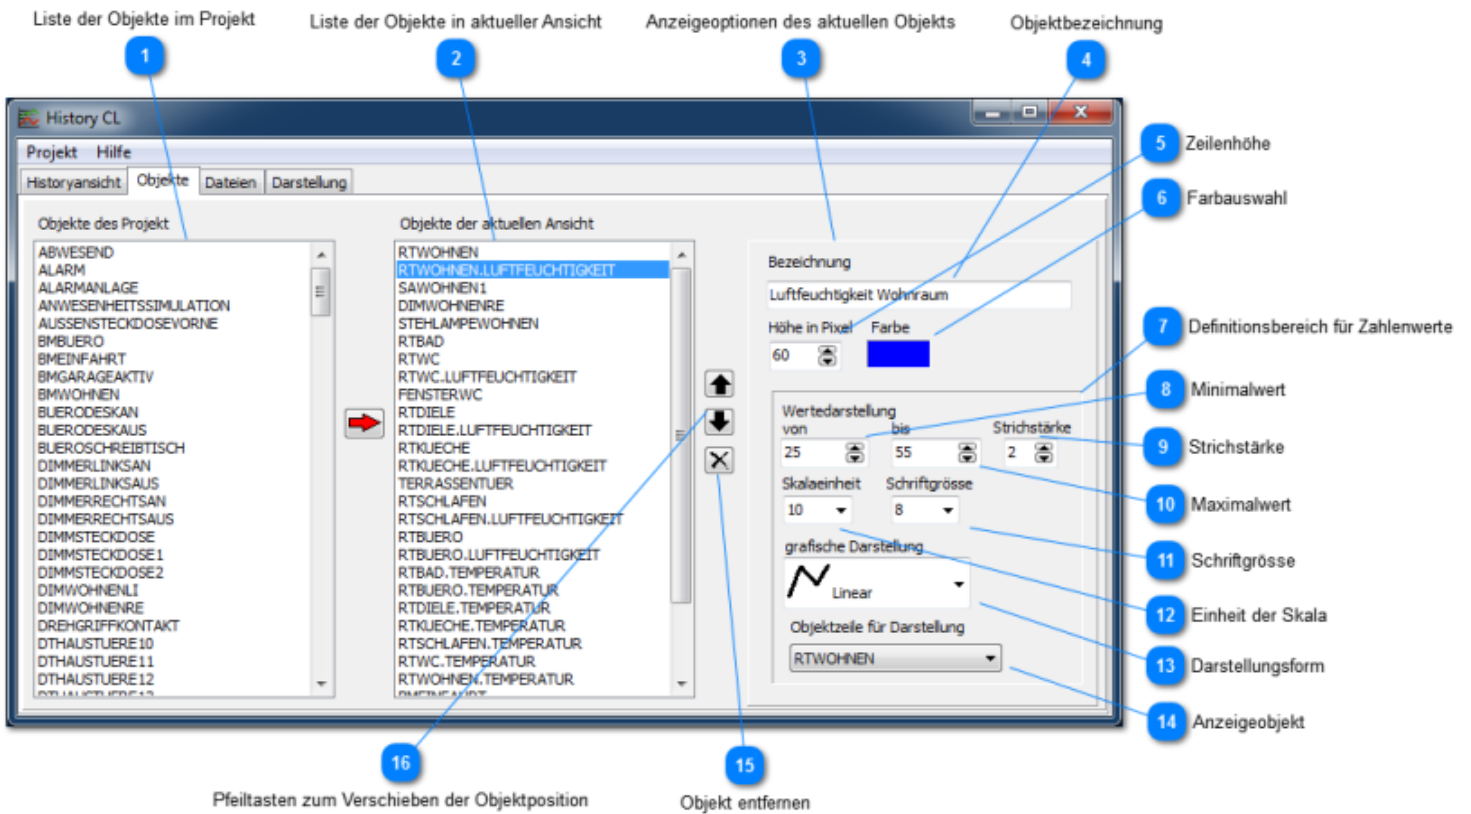 Liste der Objekte im Projekt
Liste der Objekte in aktueller Ansicht
Anzeigeoptionen des aktuellen Objekts
Objektbezeichnung
1
2
3
4
History CL
Projekt Hilfe
Historyansicht Objekte Dateien Darstellung
5 Zeilenhöhe
6 Farbauswahl
7 Definitionsbereich für Zahlenwerte
8 Minimalwert
9 Strichstärke
10 Maximalwert
11 Schriftgrösse
12 Einheit der Skala
13 Darstellungsform
14 Anzeigeobjekt
Objekte des Projekt
ABWESEND
ALARM
ALARMANLAGE
ANWESENHEITSSIMULATION
AUSSENSTECKDOSEVORNE
BMBUERO
BMEINFAHRT
BMGARAGEAKTIV
BMWOHNEN
BUERODESKAN
BUERODESKAUS
BUEROSCHREIBTISCH
DIMMERLINKSAN
DIMMERLINKSAUS
DIMMERRECHTSAN
DIMMERRECHTSAUS
DIMMSTECKDOSE
DIMMSTECKDOSE1
DIMMSTECKDOSE2
DIMWOHNENLI
DIMWOHNENRE
DREHGRIFFKONTAKT
DTHAUSTUERE10
DTHAUSTUERE11
DTHAUSTUERE12
DTHAUSTUERE13
Objekte der aktuellen Ansicht
RTWOHNEN
RTWOHNEN.LUFTFEUCHTIGKEIT
SAWOHNEN1
DIMWOHNENRE
STEHLAMPEWOHNEN
RTBAD
RTWC
RTWC.LUFTFEUCHTIGKEIT
FENSTERWC
RTDIELE
RTDIELE.LUFTFEUCHTIGKEIT
RTKUECHE
RTKUECHE.LUFTFEUCHTIGKEIT
TERRASSENTUER
RTSCHLAFEN
RTSCHLAFEN.LUFTFEUCHTIGKEIT
RTBUERO
RTBUERO.LUFTFEUCHTIGKEIT
RTBAD.TEMPERATUR
RTBUERO.TEMPERATUR
RTDIELE.TEMPERATUR
RTKUECHE.TEMPERATUR
RTSCHLAFEN.TEMPERATUR
RTWC.TEMPERATUR
RTWOHNEN.TEMPERATUR
BMEINFAHRT
Bezeichnung
Luftfeuchtigkeit Wohnraum
Höhe in Pixel Farbe
60
Wertedarstellung
von bis Strichstärke
25 55 2
Skalaeinheit Schriftgrösse
10 8
grafische Darstellung
Linear
Objektzeile für Darstellung
RTWOHNEN
16
15
Pfeiltasten zum Verschieben der Objektposition
Objekt entfernen